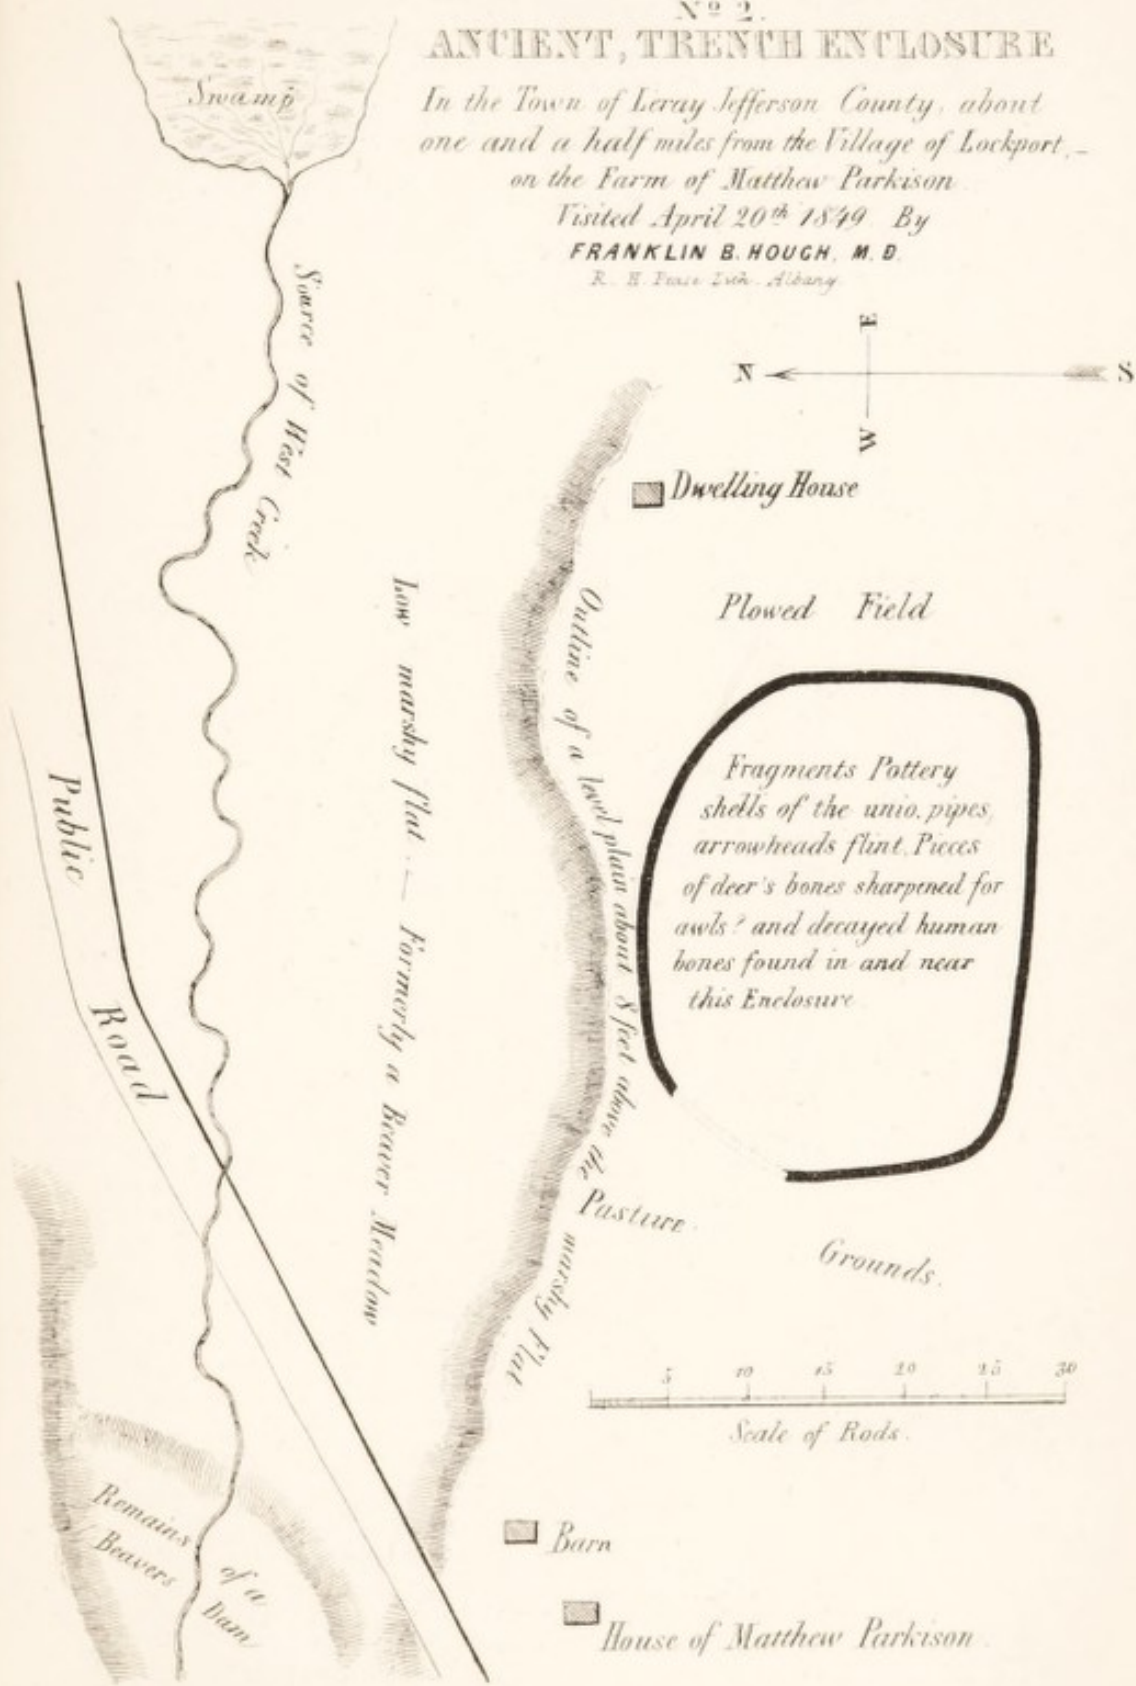 No 2.
ANCIENT, TRENCH ENCLOSURE
In the Town of Leray Jefferson County, about
one and a half miles from the Village of Lockport,-
on the Farm of Matthew Parkison
Visited April 20th 1849. By
FRANKLIN B. HOUGH, M. D.
R. H. Pease Lith. Albany
Swamp
Source of West Creek
N
E
S
W
Dwelling House
Plowed Field
Low marshy flat — Formerly a Beaver Meadow
Outline of a level plain about 8 feet above the marshy Flat
Public Road
Fragments Pottery
shells of the unio, pipes,
arrowheads flint. Pieces
of deer's bones sharpened for
awls? and decayed human
bones found in and near
this Enclosure
Pasture Grounds.
5 10 15 20 25 30
Scale of Rods.
Remains of a
Beavers Dam
Barn
House of Matthew Parkison